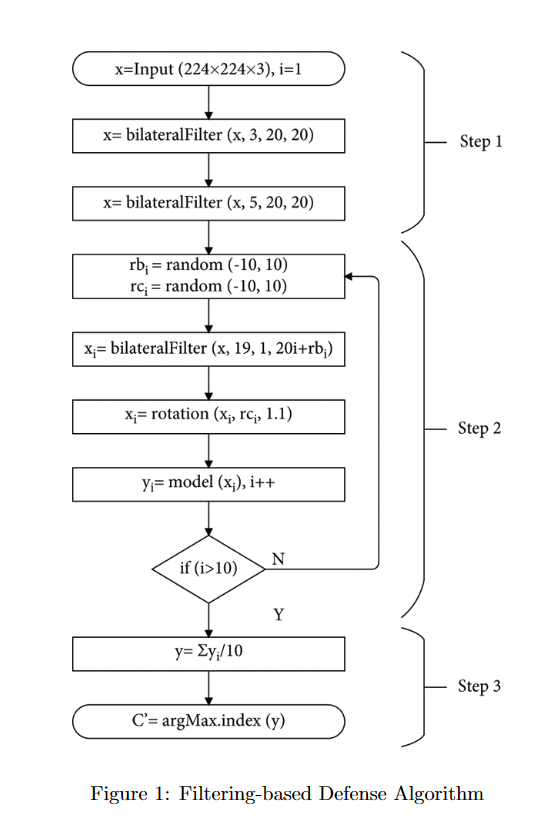 x=Input (224×224×3), i=1
x= bilateralFilter (x, 3, 20, 20)
Step 1
x= bilateralFilter (x, 5, 20, 20)
rbᵢ = random (-10, 10)
rcᵢ = random (-10, 10)
xᵢ= bilateralFilter (x, 19, 1, 20i+rbᵢ)
xᵢ= rotation (xᵢ, rcᵢ, 1.1)
Step 2
yᵢ= model (xᵢ), i++
if (i>10)
N
Y
y= Σyᵢ/10
Step 3
C'= argMax.index (y)
Figure 1: Filtering-based Defense Algorithm